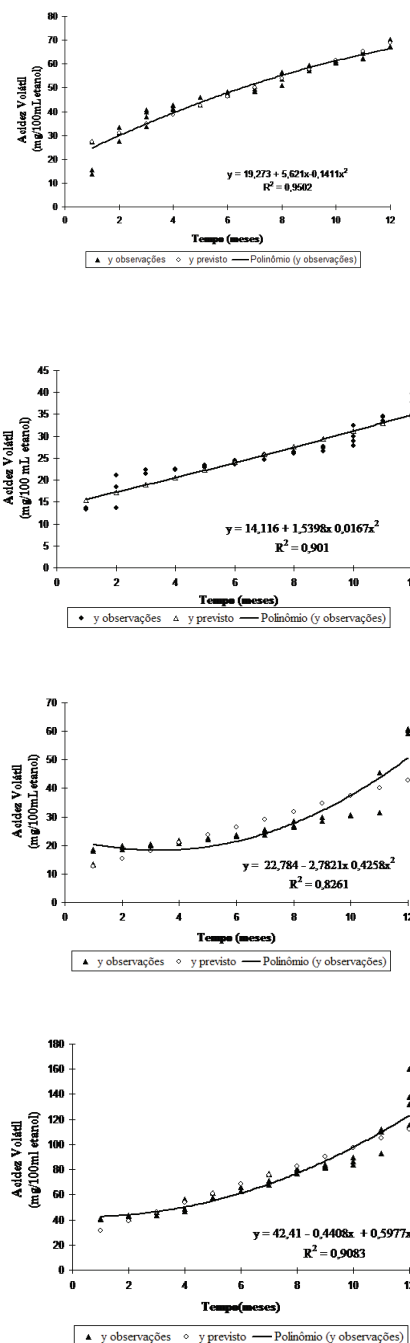 Acidez Volátil
(mg/100mLetanol)
80
70
60
50
40
30
20
10
0
y = 19,273 + 5,621x-0,1411x²
R² = 0,9502
0 2 4 6 8 10 12
Tempo (meses)
y observações y previsto Polinômio (y observações)
Acidez Volátil
(mg/100 mL etanol)
45
40
35
30
25
20
15
10
5
0
y = 14,116 + 1,5398x 0,0167x²
R² = 0,901
0 2 4 6 8 10 12
Tempo (meses)
y observações y previsto Polinômio (y observações)
Acidez Volátil
(mg/100mLetanol)
70
60
50
40
30
20
10
0
y = 22,784 - 2,7821x 0,4258x²
R² = 0,8261
0 2 4 6 8 10 12
Tempo (meses)
y observações y previsto Polinômio (y observações)
Acidez Volátil
(mg/100ml etanol)
180
160
140
120
100
80
60
40
20
0
y = 42,41 - 0,4408x + 0,5977x
R² = 0,9083
0 2 4 6 8 10 12
Tempo(meses)
y observações y previsto Polinômio (y observações)